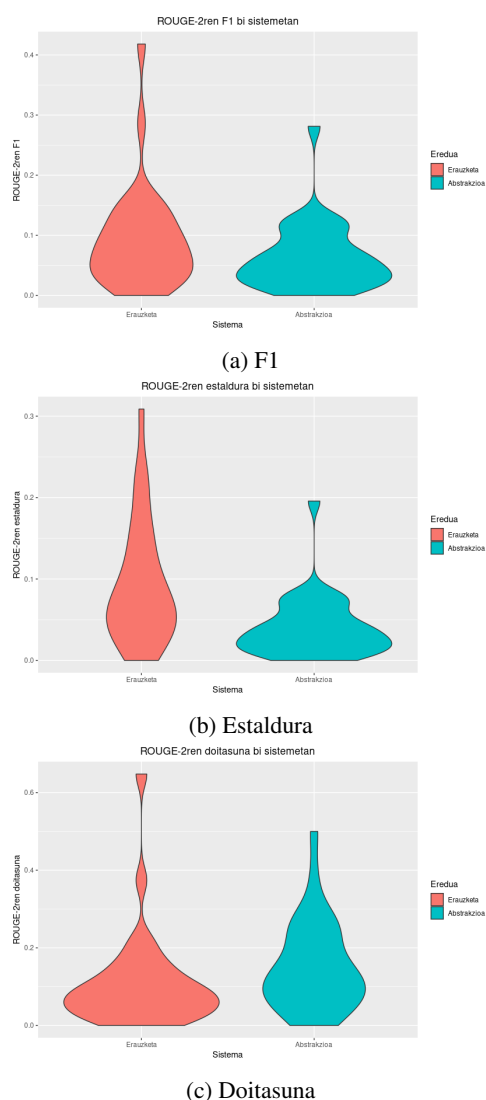 ROUGE-2ren F1 bi sistemetan
ROUGE-2ren F1
0.4
0.3
0.2
0.1
0.0
Erauzketa
Abstrakzioa
Sistema
Eredua
Erauzketa
Abstrakzioa
(a) F1
ROUGE-2ren estaldura bi sistemetan
ROUGE-2ren estaldura
0.3
0.2
0.1
0.0
Erauzketa
Abstrakzioa
Sistema
Eredua
Erauzketa
Abstrakzioa
(b) Estaldura
ROUGE-2ren doitasuna bi sistemetan
ROUGE-2ren doitasuna
0.6
0.4
0.2
0.0
Erauzketa
Abstrakzioa
Sistema
Eredua
Erauzketa
Abstrakzioa
(c) Doitasuna